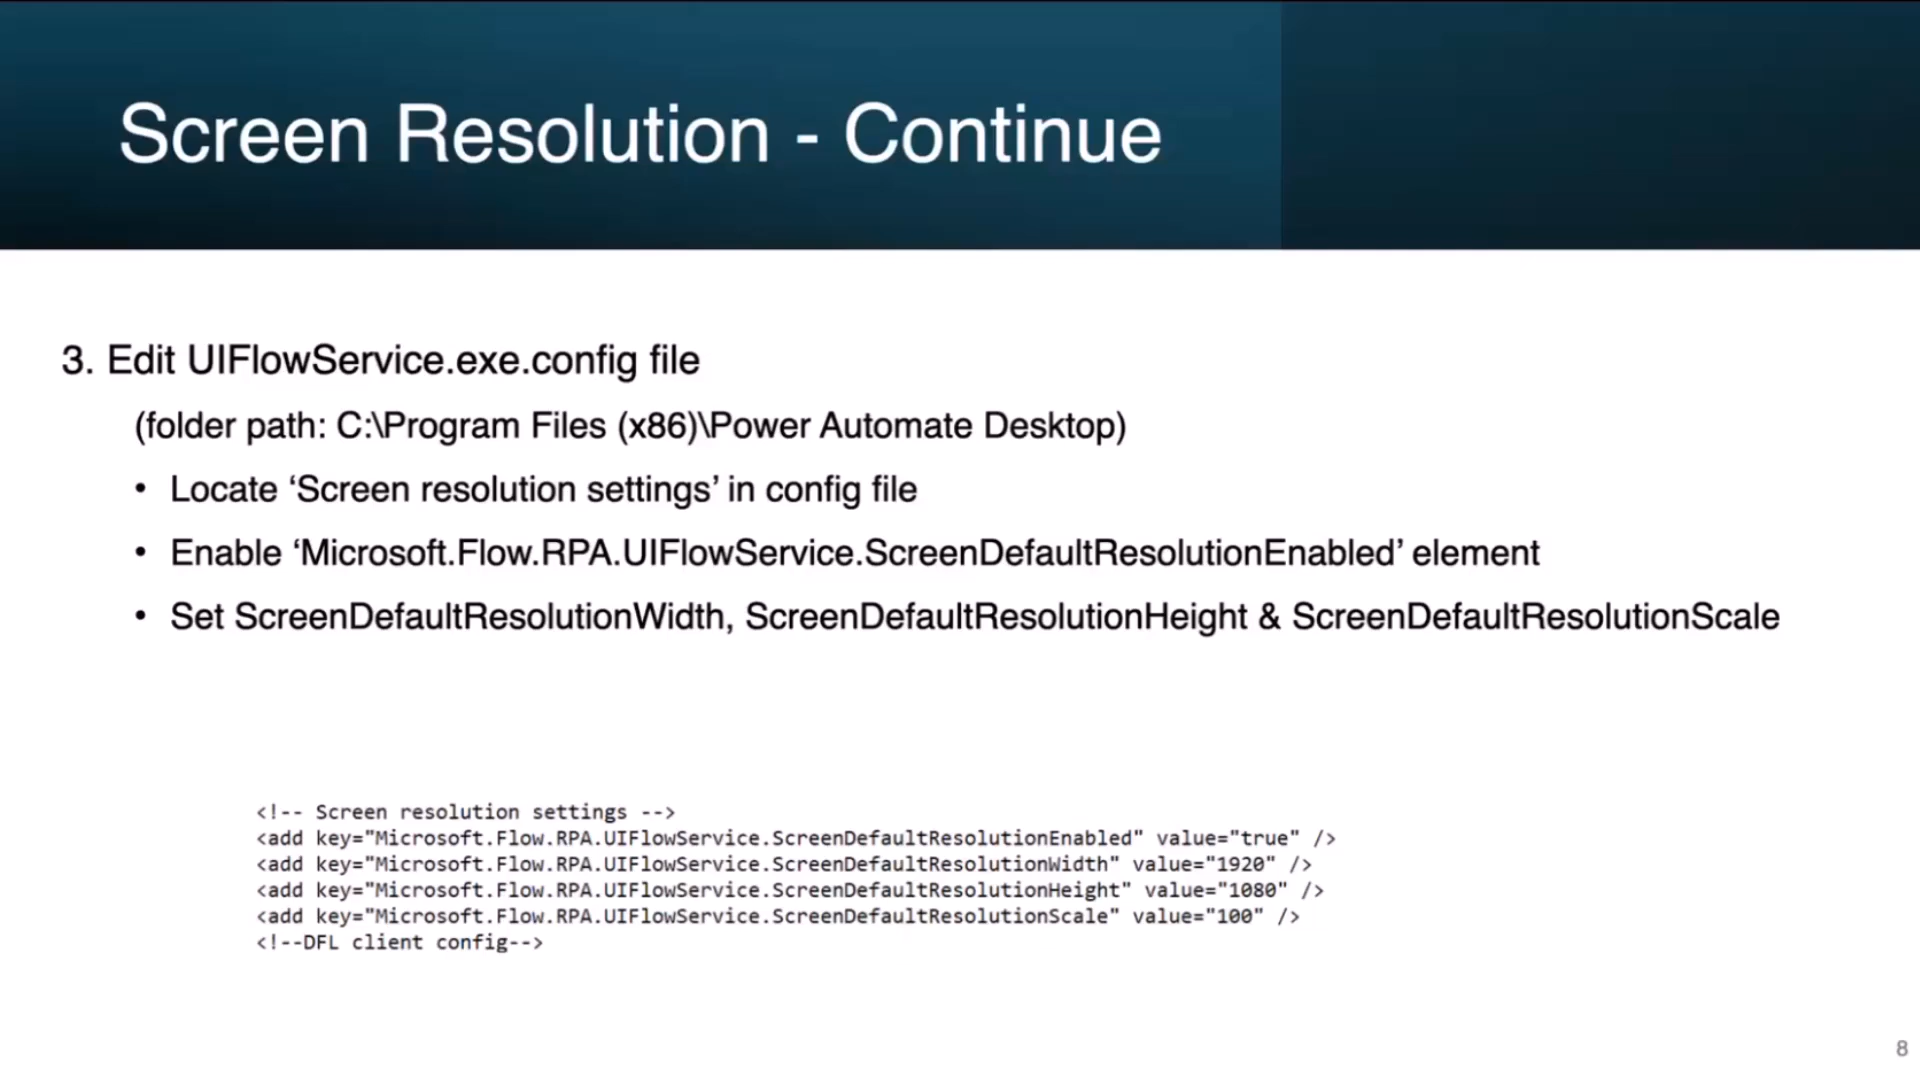 Screen Resolution - Continue
3. Edit UIFlowService.exe.config file
(folder path: C:\Program Files (x86)\Power Automate Desktop)
• Locate ‘Screen resolution settings’ in config file
• Enable ‘Microsoft.Flow.RPA.UIFlowService.ScreenDefaultResolutionEnabled’ element
• Set ScreenDefaultResolutionWidth, ScreenDefaultResolutionHeight & ScreenDefaultResolutionScale
<!-- Screen resolution settings -->
<add key="Microsoft.Flow.RPA.UIFlowService.ScreenDefaultResolutionEnabled" value="true" />
<add key="Microsoft.Flow.RPA.UIFlowService.ScreenDefaultResolutionWidth" value="1920" />
<add key="Microsoft.Flow.RPA.UIFlowService.ScreenDefaultResolutionHeight" value="1080" />
<add key="Microsoft.Flow.RPA.UIFlowService.ScreenDefaultResolutionScale" value="100" />
<!--DFL client config-->
8